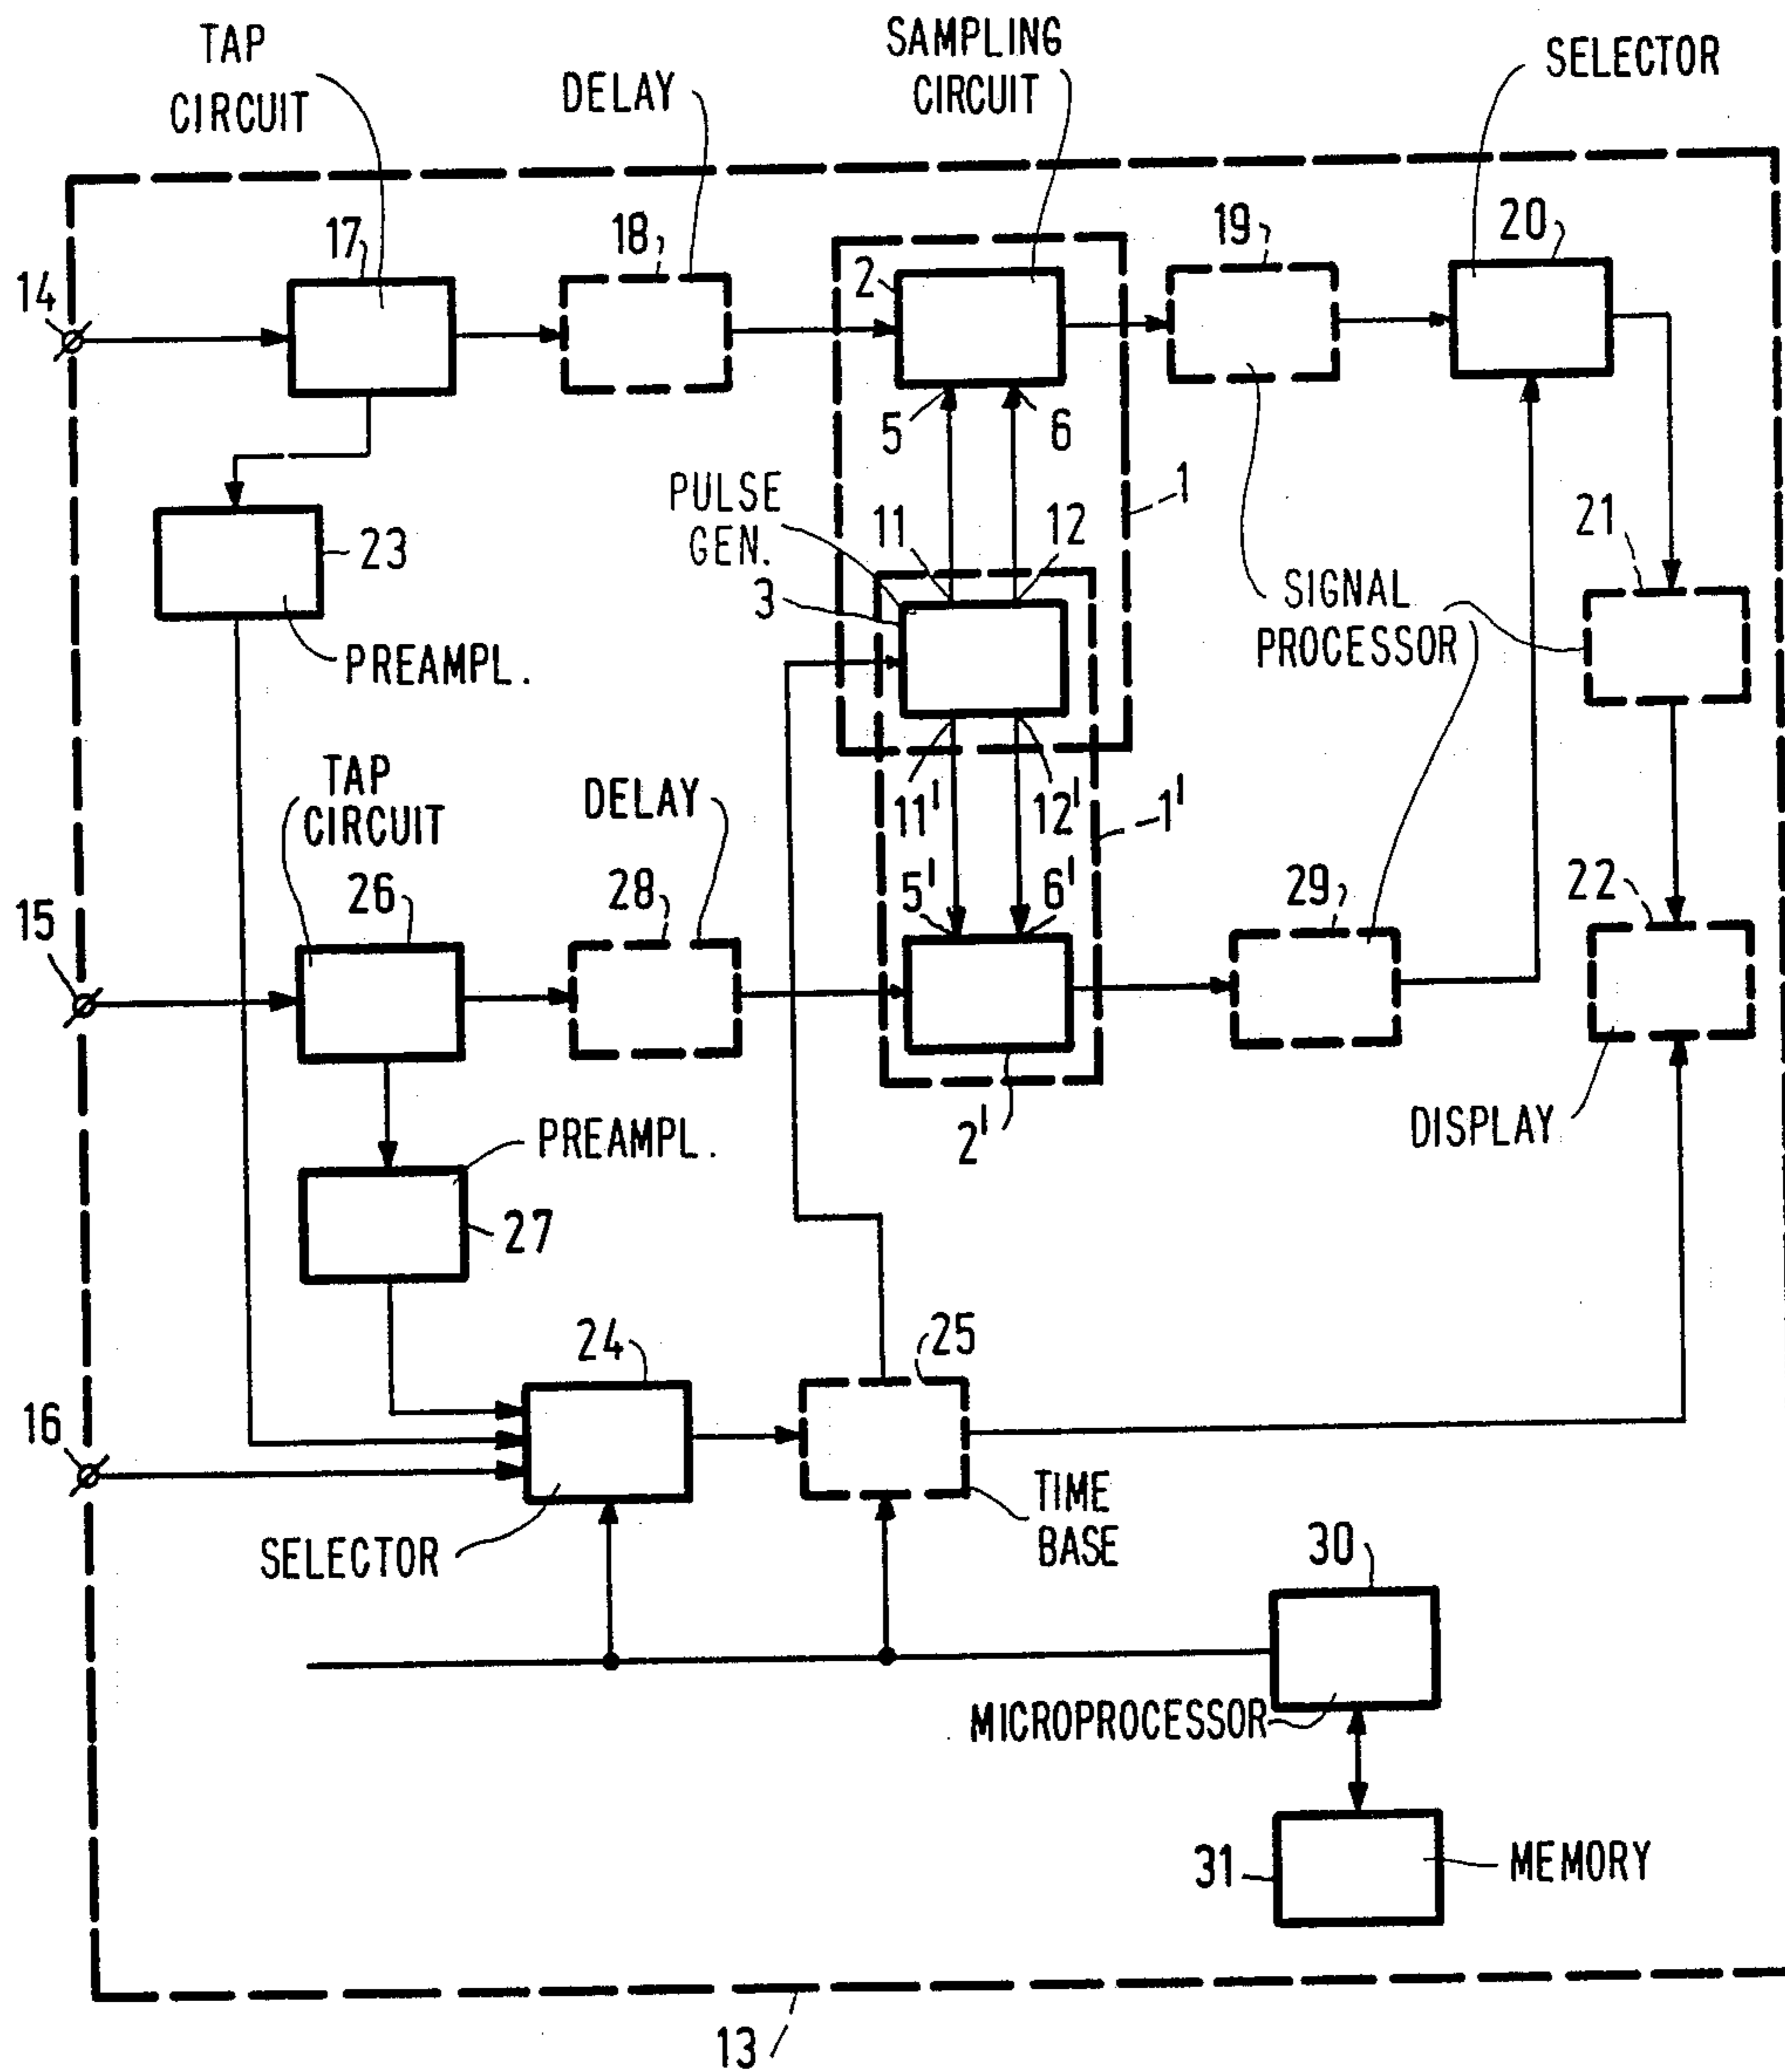 TAP
CIRCUIT
DELAY
SAMPLING
CIRCUIT
SELECTOR
17
18
2
19
20
14
5
6
1
PULSE
GEN.
11
12
3
23
PREAMPL.
21
SIGNAL
PROCESSOR
TAP
CIRCUIT
DELAY
11'
12'
1'
15
26
28
5'
6'
29
22
2'
DISPLAY
PREAMPL.
27
24
25
16
SELECTOR
TIME
BASE
30
MICROPROCESSOR
31
MEMORY
13